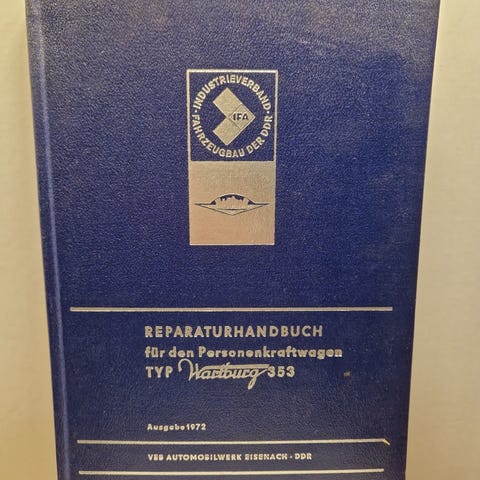 INDUSTRIEVERBAND
FAHRZEUGBAU DER DDR
IFA
REPARATURHANDBUCH
für den Personenkraftwagen
TYP Wartburg 353
Ausgabe 1972
VEB AUTOMOBILWERK EISENACH - DDR